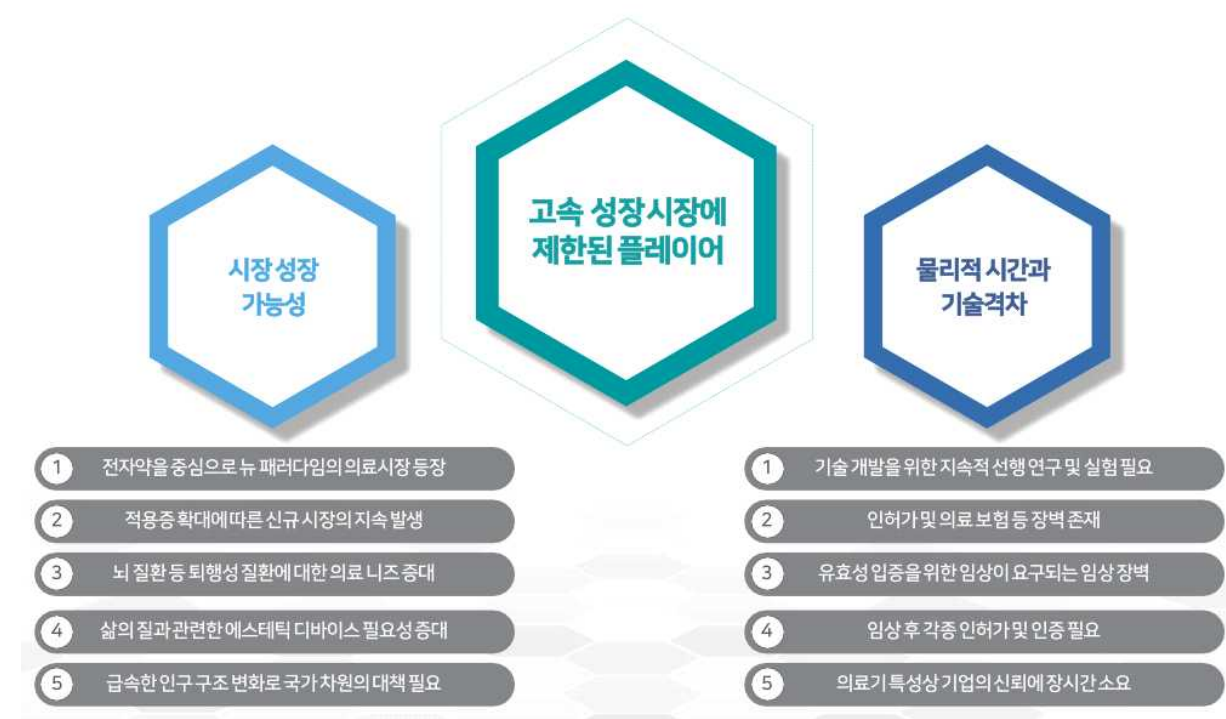 고속 성장 시장에
제한된 플레이어
시장 성장
가능성
1 전자약을 중심으로 뉴 패러다임의 의료시장 등장
2 적용증 확대에 따른 신규 시장의 지속 발생
3 뇌 질환 등 퇴행성 질환에 대한 의료 니즈 증대
4 삶의 질과 관련한 에스테틱 디바이스 필요성 증대
5 급속한 인구 구조 변화로 국가 차원의 대책 필요
물리적 시간과
기술격차
1 기술 개발을 위한 지속적 선행 연구 및 실험 필요
2 인허가 및 의료 보험 등 장벽 존재
3 유효성 입증을 위한 임상이 요구되는 임상 장벽
4 임상 후 각종 인허가 및 인증 필요
5 의료기 특성상 기업의 신뢰에 장시간 소요